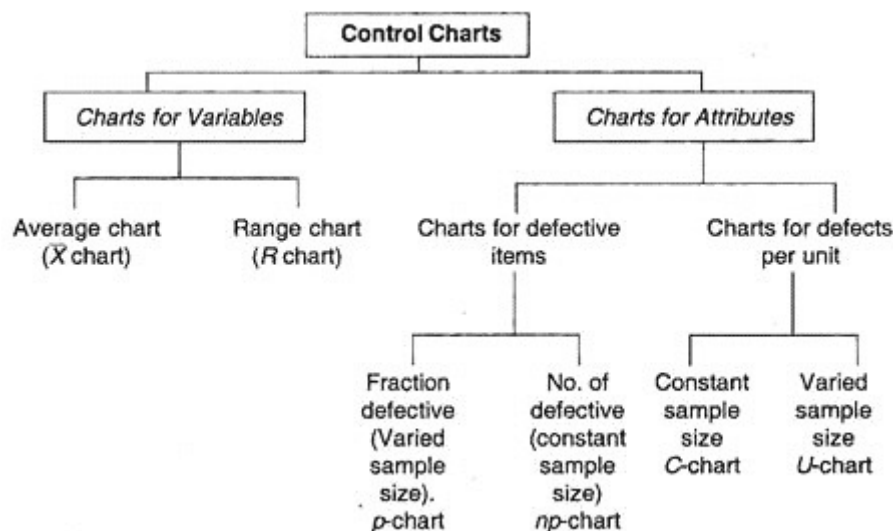 Control Charts
Charts for Variables
Charts for Attributes
Average chart
(X̅ chart)
Range chart
(R chart)
Charts for defective
items
Charts for defects
per unit
Fraction
defective
(Varied
sample
size).
p-chart
No. of
defective
(constant
sample
size)
np-chart
Constant
sample
size
C-chart
Varied
sample
size
U-chart